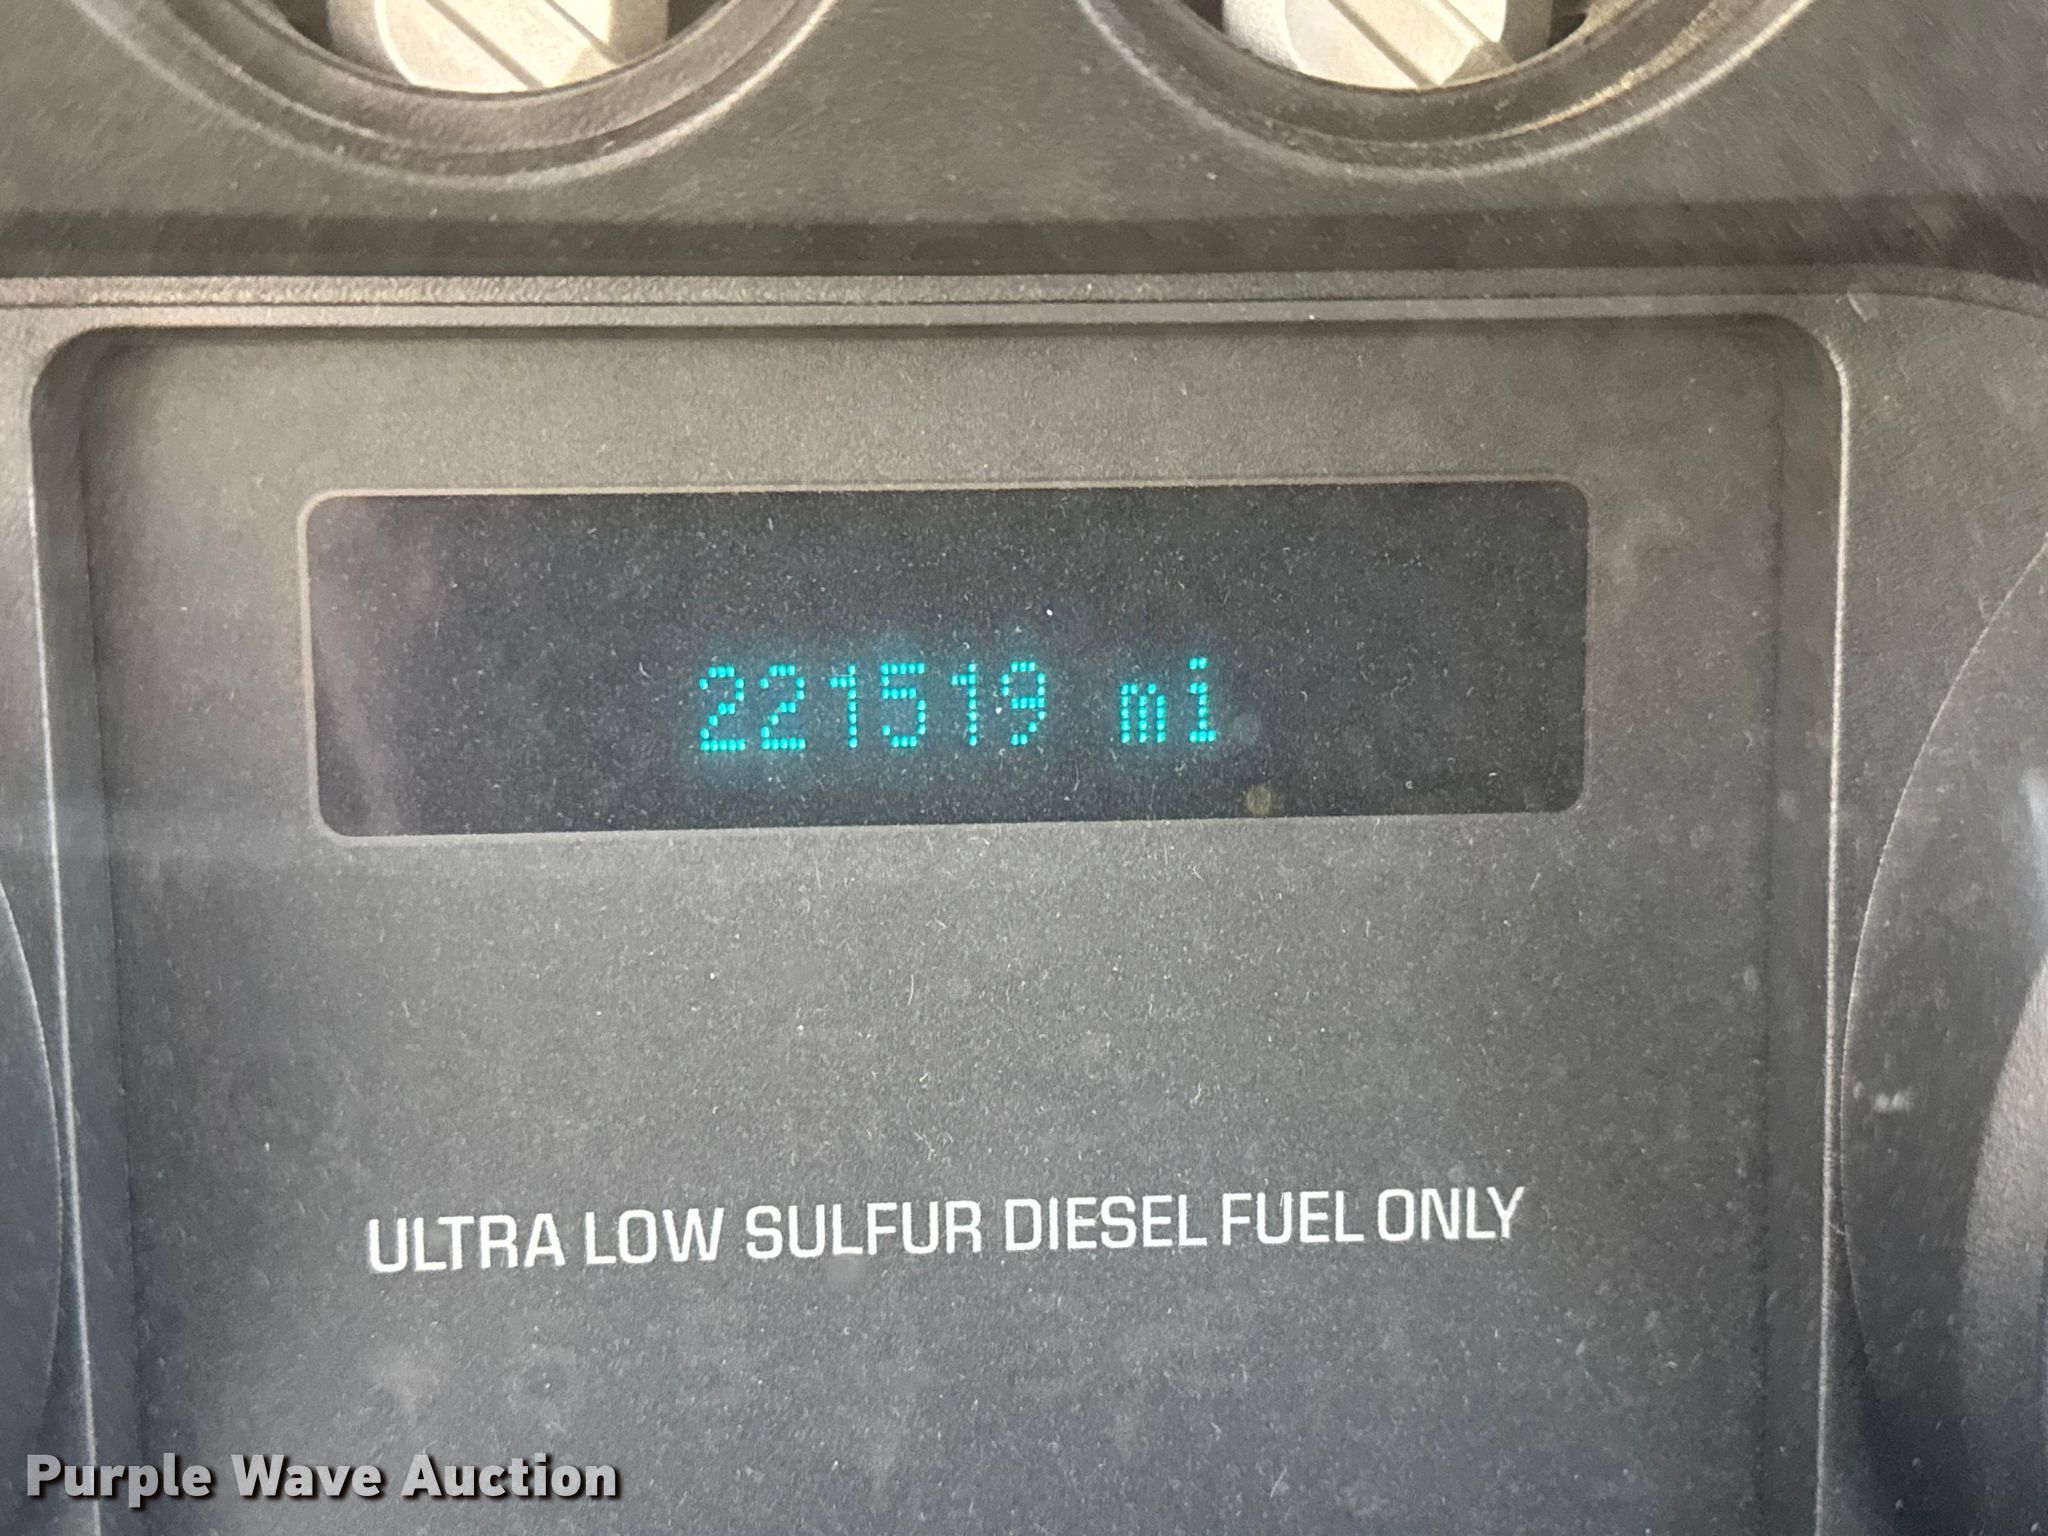 221519 mi
ULTRA LOW SULFUR DIESEL FUEL ONLY
Purple Wave Auction